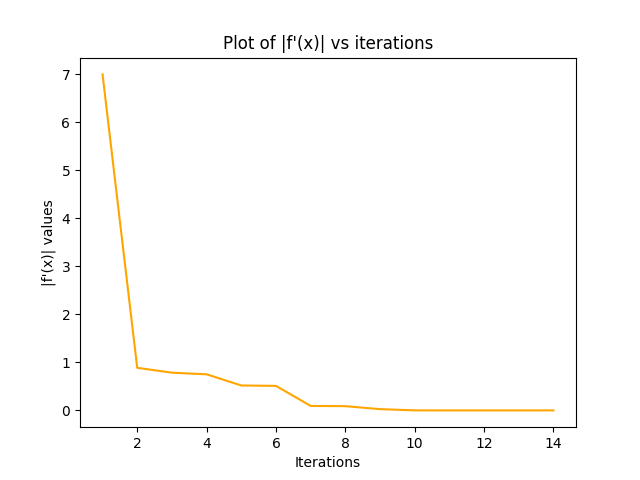 Plot of |f'(x)| vs iterations
7
6
5
4
3
2
1
0
|f'(x)| values
2 4 6 8 10 12 14
Iterations